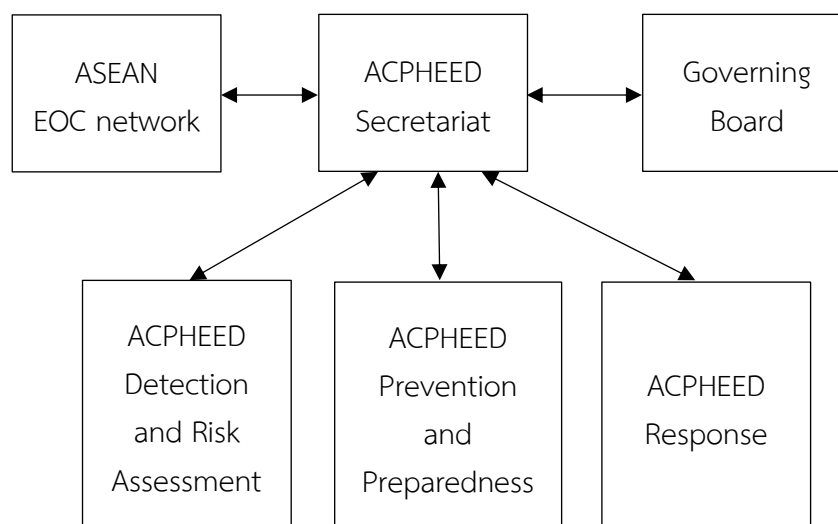 ASEAN
EOC network
ACPHEED
Secretariat
Governing
Board
ACPHEED
Detection
and Risk
Assessment
ACPHEED
Prevention
and
Preparedness
ACPHEED
Response